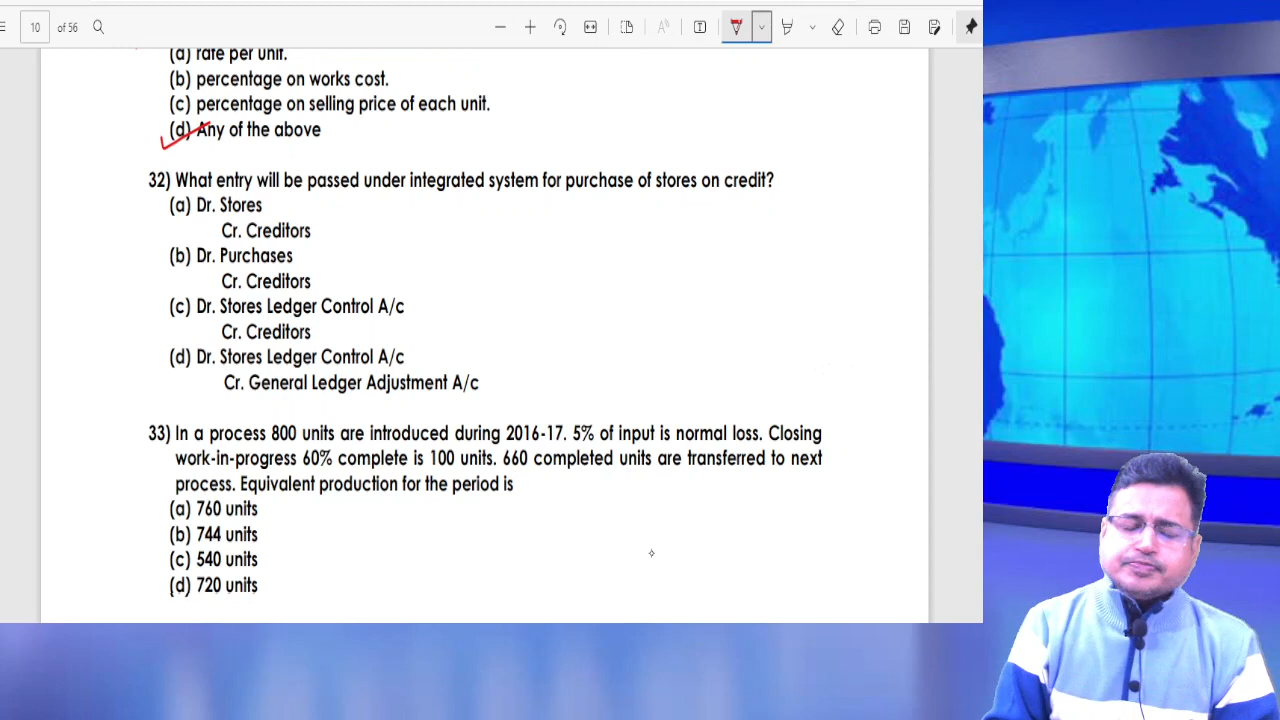 10 of 56
(a) rate per unit.
(b) percentage on works cost.
(c) percentage on selling price of each unit.
(d) Any of the above
32) What entry will be passed under integrated system for purchase of stores on credit?
(a) Dr. Stores
Cr. Creditors
(b) Dr. Purchases
Cr. Creditors
(c) Dr. Stores Ledger Control A/c
Cr. Creditors
(d) Dr. Stores Ledger Control A/c
Cr. General Ledger Adjustment A/c
33) In a process 800 units are introduced during 2016-17. 5% of input is normal loss. Closing
work-in-progress 60% complete is 100 units. 660 completed units are transferred to next
process. Equivalent production for the period is
(a) 760 units
(b) 744 units
(c) 540 units
(d) 720 units